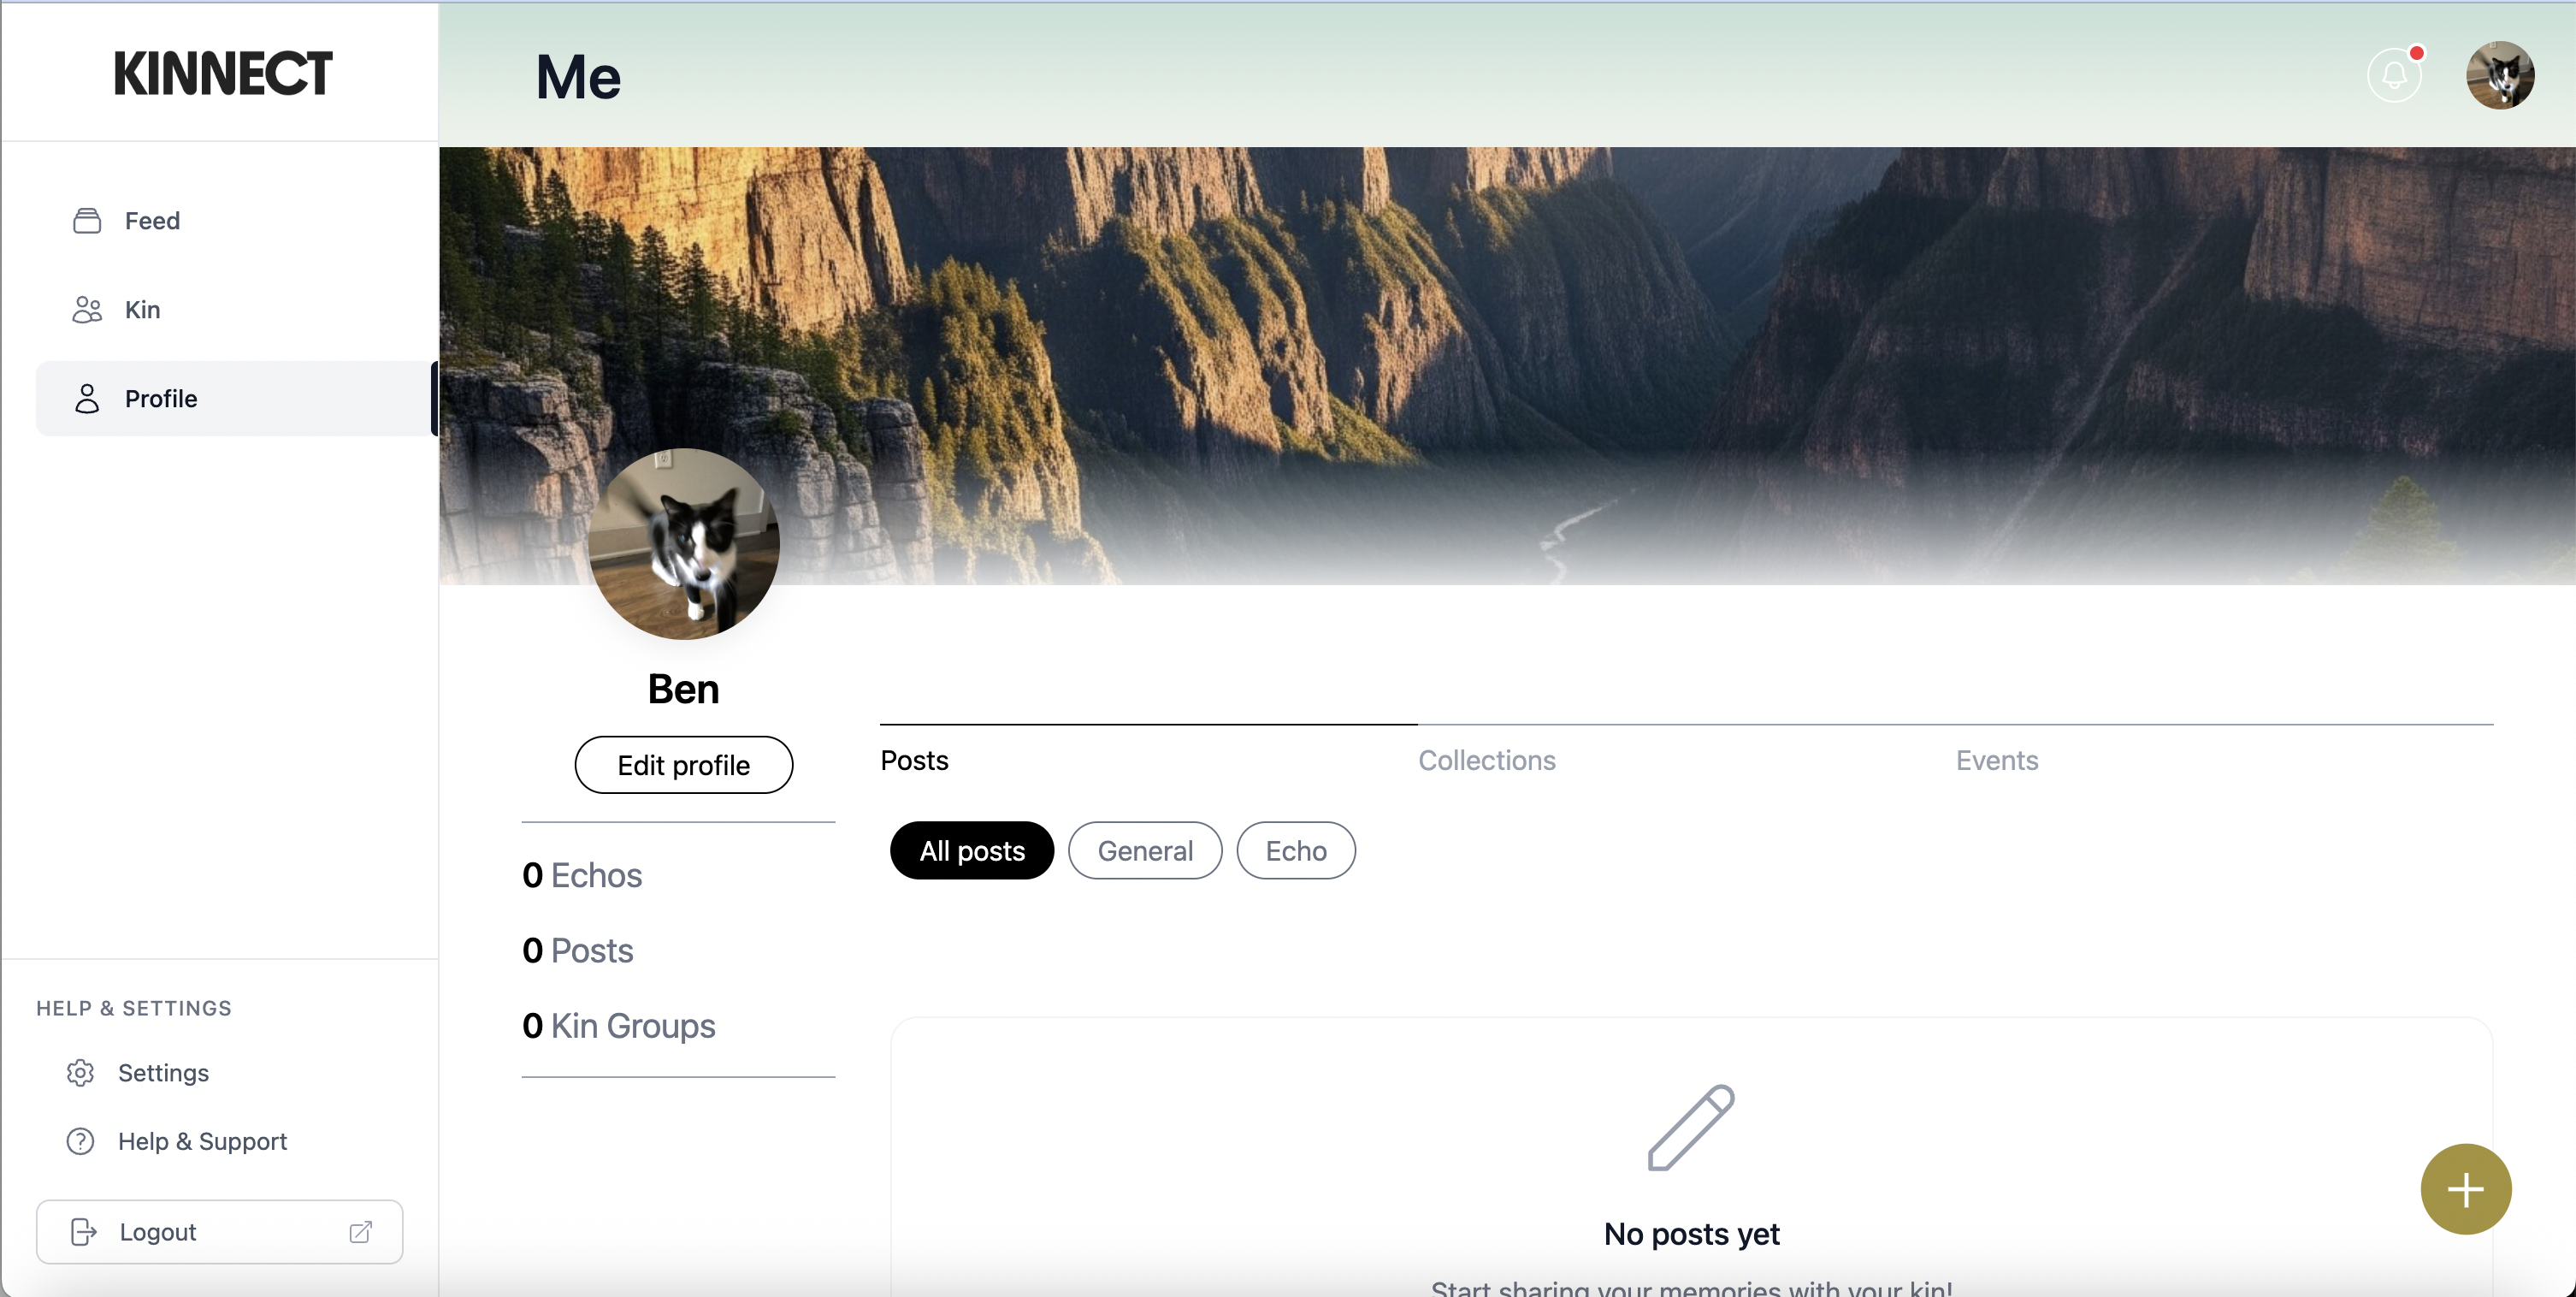 KINNECT
Me
Feed
Kin
Profile
Ben
Edit profile
0 Echos
0 Posts
0 Kin Groups
Posts
Collections
Events
All posts
General
Echo
No posts yet
Start sharing your memories with your kin!
HELP & SETTINGS
Settings
Help & Support
Logout